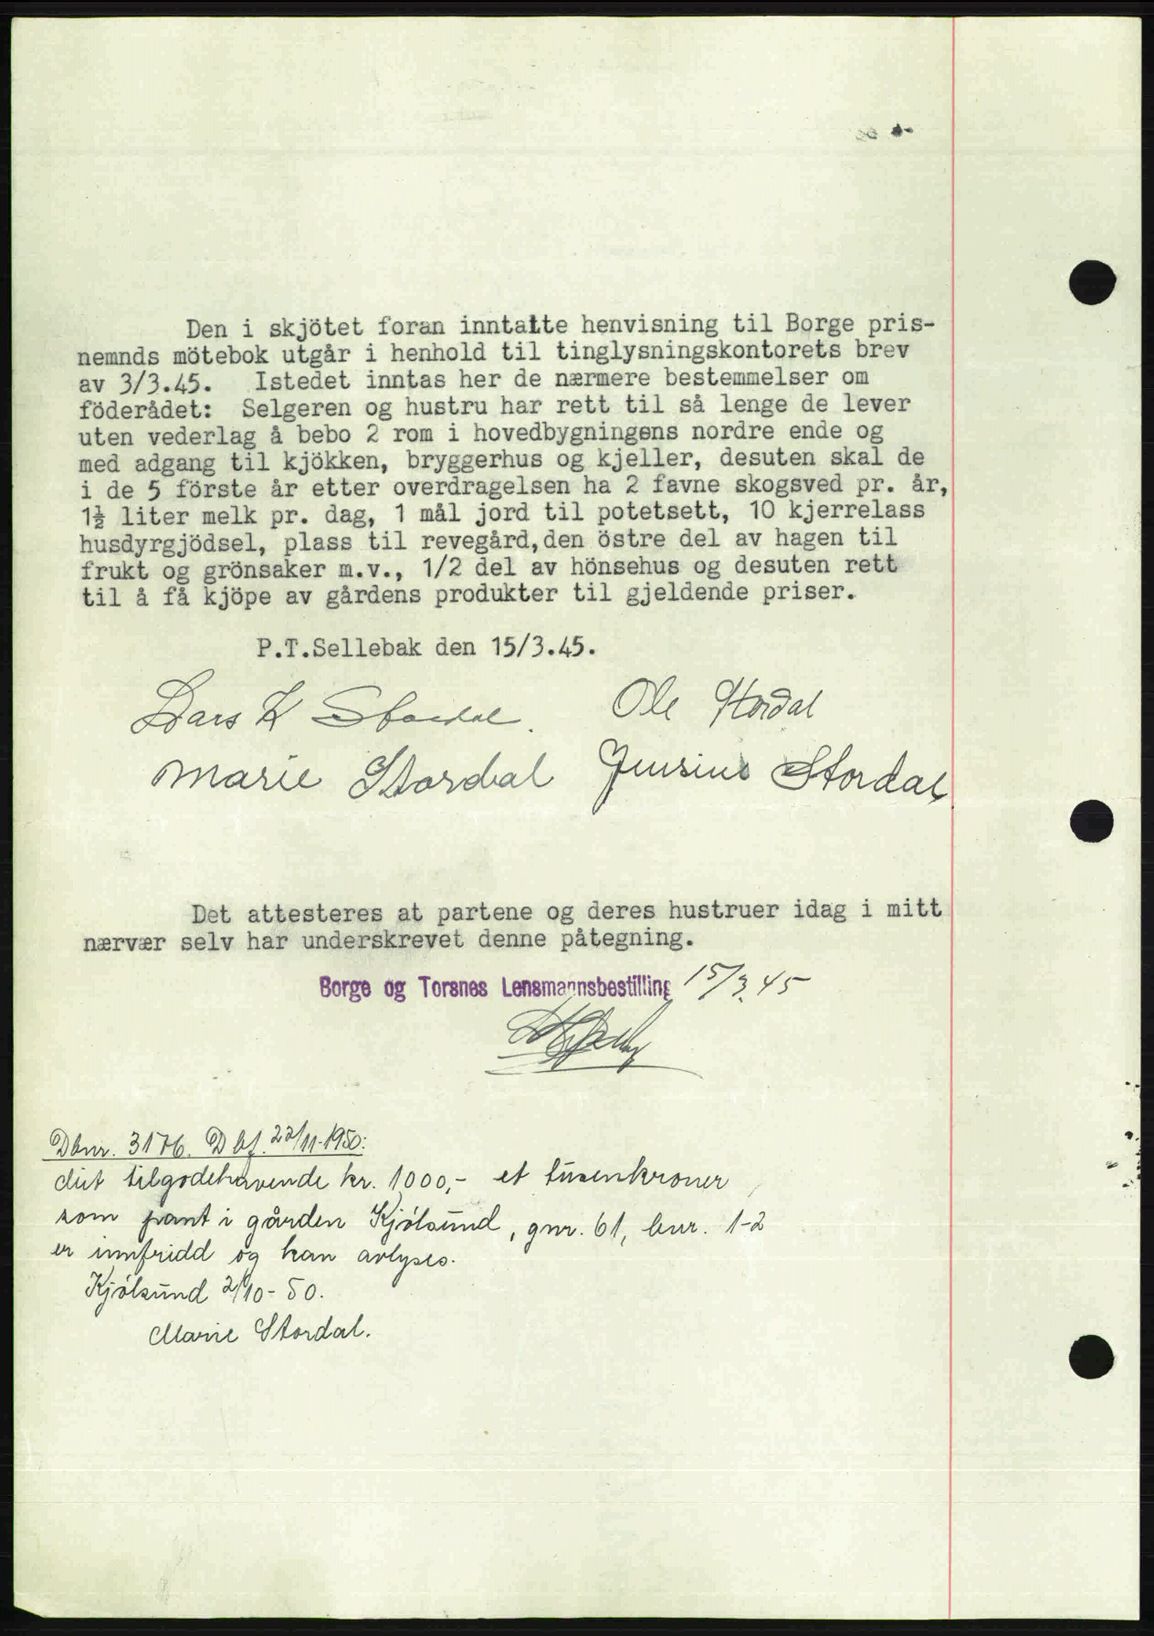 Den i skjötet foran inntatte henvisning til Borge pris-
nemnds mötebok utgår i henhold til tinglysningskontorets brev
av 3/3.45. Istedet inntas her de nærmere bestemmelser om
föderådet: Selgeren og hustru har rett til så lenge de lever
uten vederlag å bebo 2 rom i hovedbygningens nordre ende og
med adgang til kjökken, bryggerhus og kjeller, desuten skal de
i de 5 förste år etter overdragelsen ha 2 favne skogsved pr. år,
1½ liter melk pr. dag, 1 mål jord til potetsett, 10 kjerrelass
husdyrgjödsel, plass til revegård, den östre del av hagen til
frukt og grönsaker m.v., 1/2 del av hönsehus og desuten rett
til å få kjöpe av gårdens produkter til gjeldende priser.
P.T.Sellebak den 15/3.45.
Lars K Stordal. Ole Stordal
Marie Stordal Jensine Stordal
Det attesteres at partene og deres hustruer idag i mitt
nærvær selv har underskrevet denne påtegning.
Borge og Torsnes Lensmannsbestilling 15/3.45
Dbnr. 3176. Dbf. 22/11-1950:
det tilgodehavende kr. 1000,- et tusenkroner
som pant i gården Kjölsund, gnr. 61, bnr. 1-2
er innfridd og kan avlyses.
Kjölsund 2/10-50.
Marie Stordal.